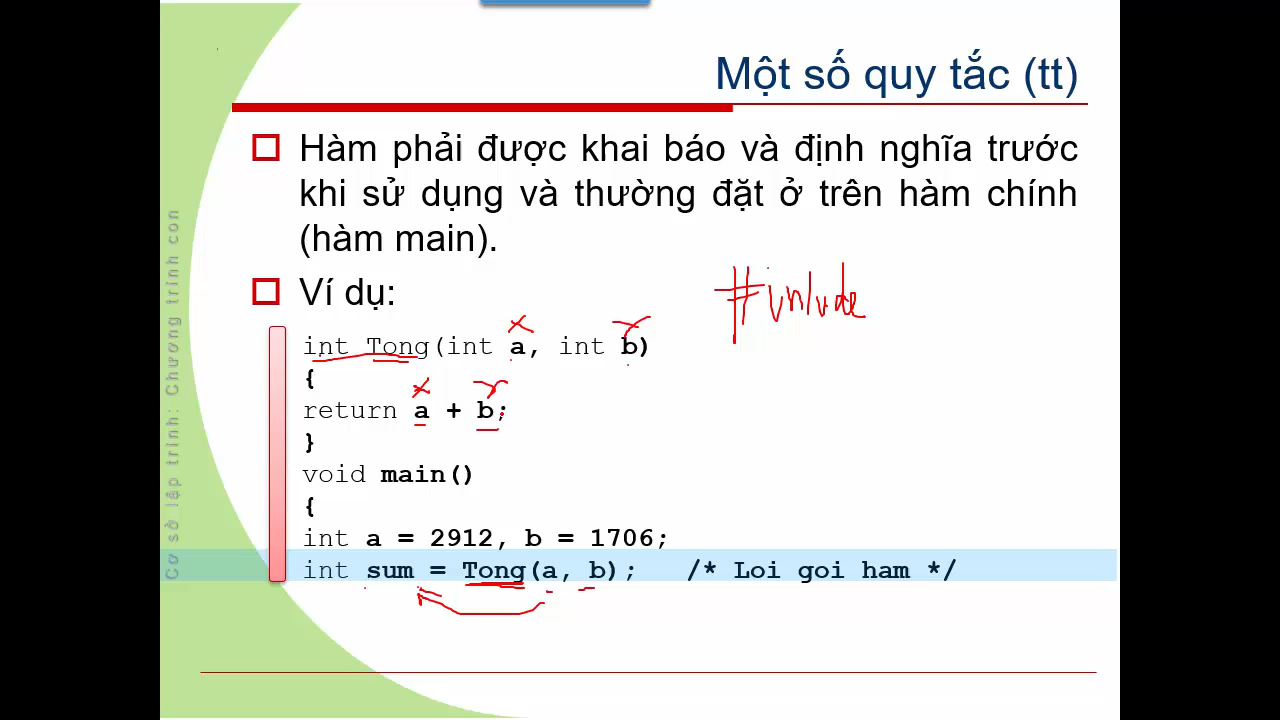 Một số quy tắc (tt)
Hàm phải được khai báo và định nghĩa trước
khi sử dụng và thường đặt ở trên hàm chính
(hàm main).
Ví dụ:
int Tong(int a, int b)
{
return a + b;
}
void main()
{
int a = 2912, b = 1706;
int sum = Tong(a, b); /* Loi goi ham */
Cơ sở lập trình: Chương trình con
x